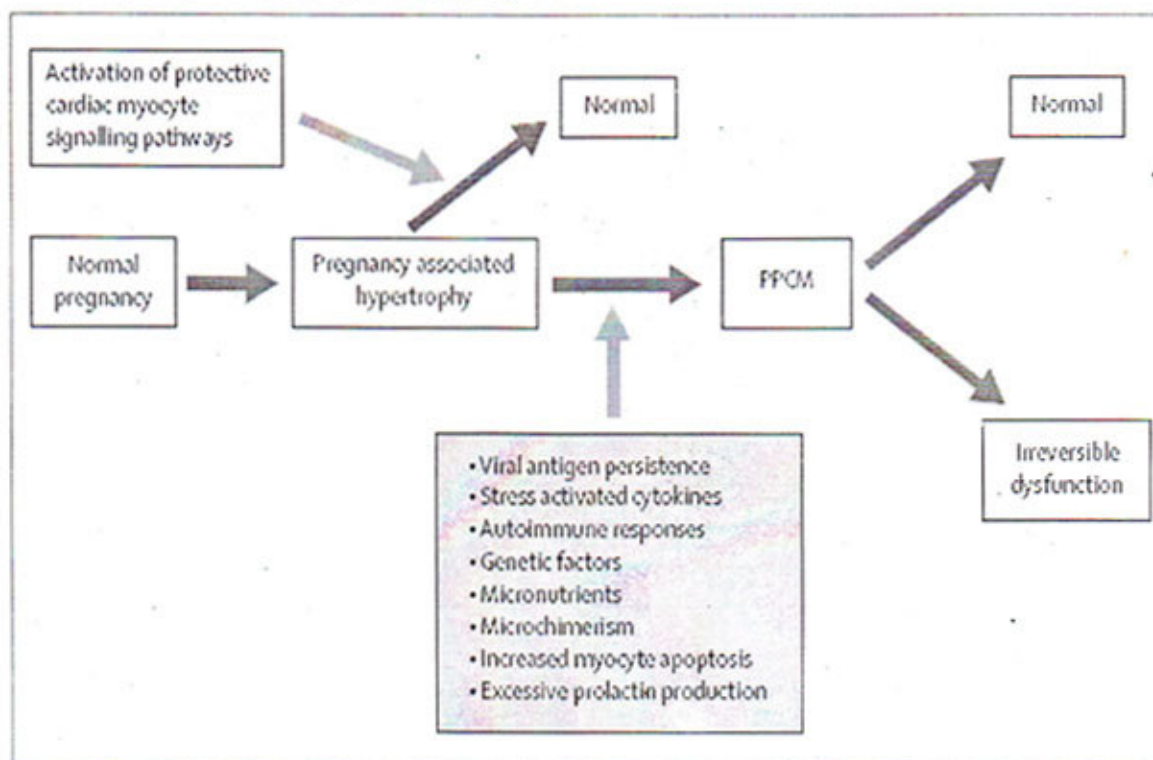 Activation of protective
cardiac myocyte
signalling pathways
Normal
Normal
Normal
pregnancy
Pregnancy associated
hypertrophy
PPCM
• Viral antigen persistence
• Stress activated cytokines
• Autoimmune responses
• Genetic factors
• Micronutrients
• Microchimerism
• Increased myocyte apoptosis
• Excessive prolactin production
Irreversible
dysfunction